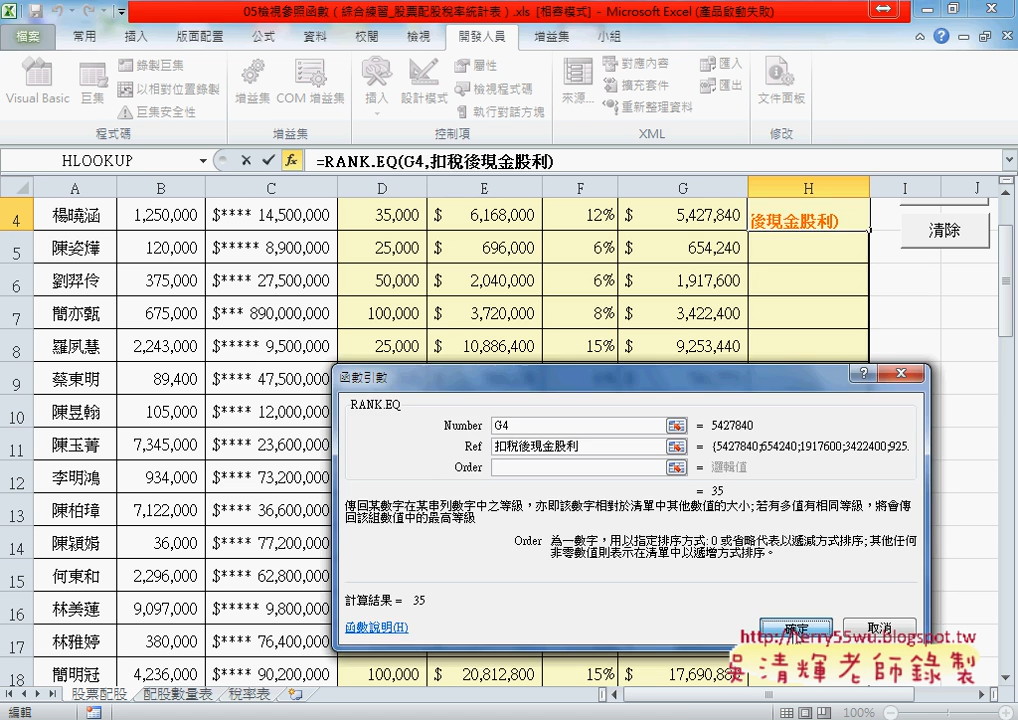 05檢視參照函數（綜合練習_股票配股稅率統計表）.xls [相容模式] - Microsoft Excel (產品啟動失敗)
檔案 常用 插入 版面配置 公式 資料 校閱 檢視 開發人員 增益集 小組
Visual Basic 巨集 錄製巨集 以相對位置錄製 巨集安全性 程式碼
增益集 COM 增益集 增益集
插入 設計模式 屬性 檢視程式碼 執行對話方塊 控制項
來源... 對應內容 擴充套件 重新整理資料 匯入 匯出 XML
文件面板 修改
HLOOKUP =RANK.EQ(G4,扣稅後現金股利)
A B C D E F G H I J
4 楊曉涵 1,250,000 $**** 14,500,000 35,000 $ 6,168,000 12% $ 5,427,840 後現金股利)
清除
5 陳姿燁 120,000 $***** 8,900,000 25,000 $ 696,000 6% $ 654,240
6 劉羿伶 375,000 $**** 27,500,000 50,000 $ 2,040,000 6% $ 1,917,600
7 簡亦甄 675,000 $*** 890,000,000 100,000 $ 3,720,000 8% $ 3,422,400
8 羅夙慧 2,243,000 $***** 9,500,000 25,000 $ 10,886,400 15% $ 9,253,440
9 蔡東明 89,400 $**** 47,500,000
10 陳昱翰 105,000 $**** 12,000,000
11 陳玉菁 7,345,000 $**** 23,600,000
12 李明鴻 934,000 $**** 73,200,000
13 陳柏璋 7,122,000 $**** 36,600,000
14 陳穎娟 36,000 $**** 77,200,000
15 何東和 2,296,000 $**** 62,800,000
16 林美蓮 9,097,000 $***** 9,800,000
17 林雅婷 380,000 $**** 76,400,000
18 簡明冠 4,236,000 $**** 90,200,000 100,000 $ 20,812,800 15% $ 17,690,880
函數引數
RANK.EQ
Number G4 = 5427840
Ref 扣稅後現金股利 = {5427840;654240;1917600;3422400;925.
Order = 邏輯值
= 35
傳回某數字在某串列數字中之等級，亦即該數字相對於清單中其他數值的大小; 若有多值有相同等級，將會傳
回該組數值中的最高等級
Order 為一數字，用以指定排序方式: 0 或省略代表以遞減方式排序; 其他任何
非零數值則表示在清單中以遞增方式排序。
計算結果 = 35
函數說明(H) 確定 取消
http://terry55wu.blogspot.tw
吳清輝老師錄製
股票配股 配股數量表 稅率表
編輯 100%